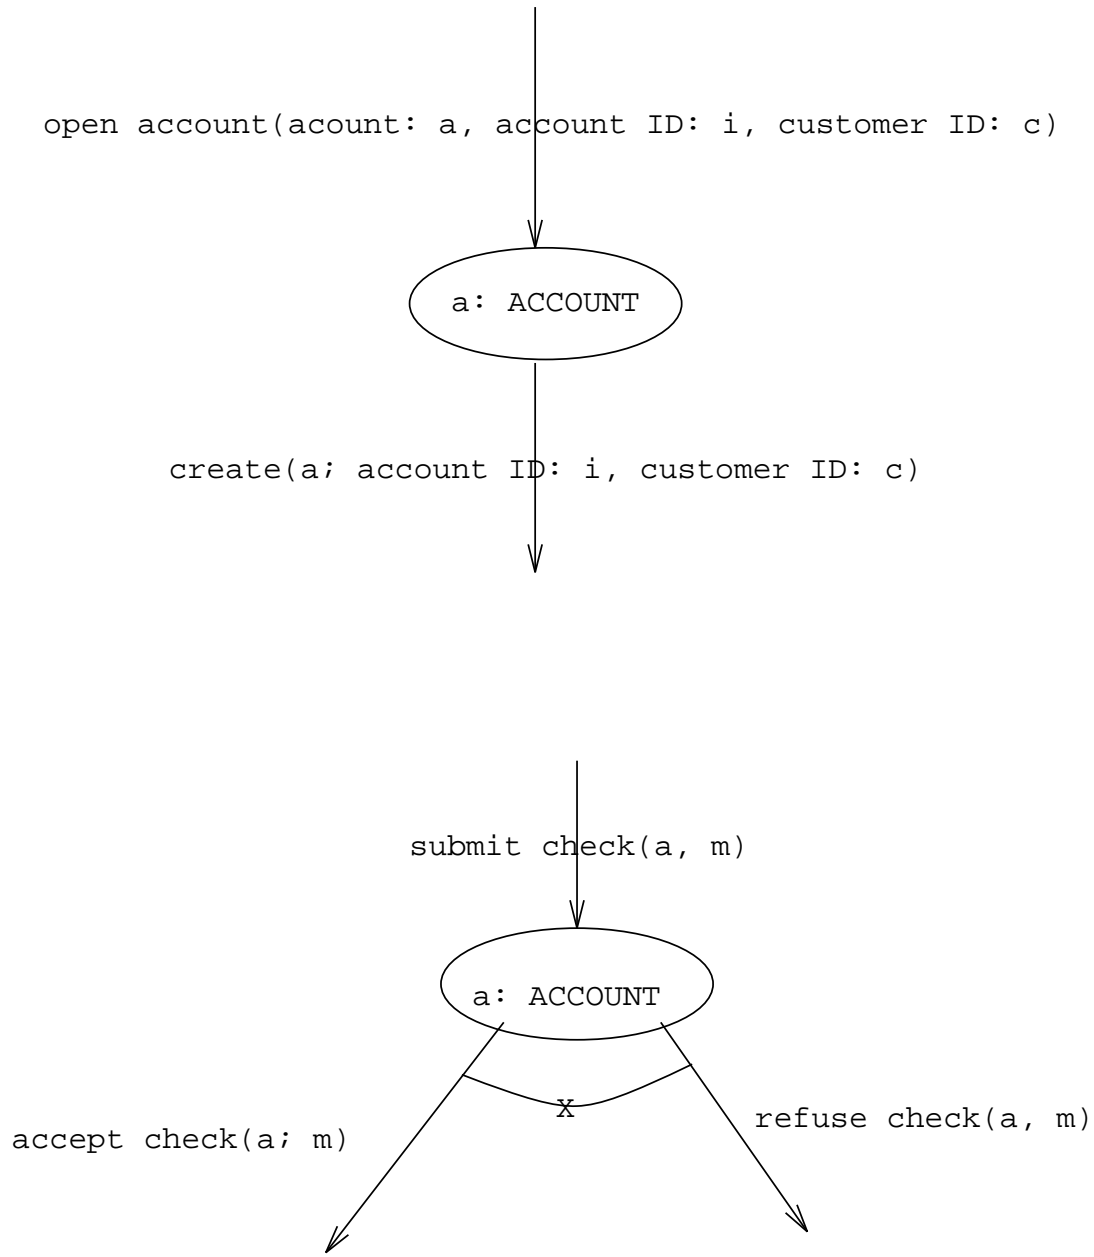 open account(acount: a, account ID: i, customer ID: c)
a: ACCOUNT
create(a; account ID: i, customer ID: c)
submit check(a, m)
a: ACCOUNT
X
refuse check(a, m)
accept check(a; m)